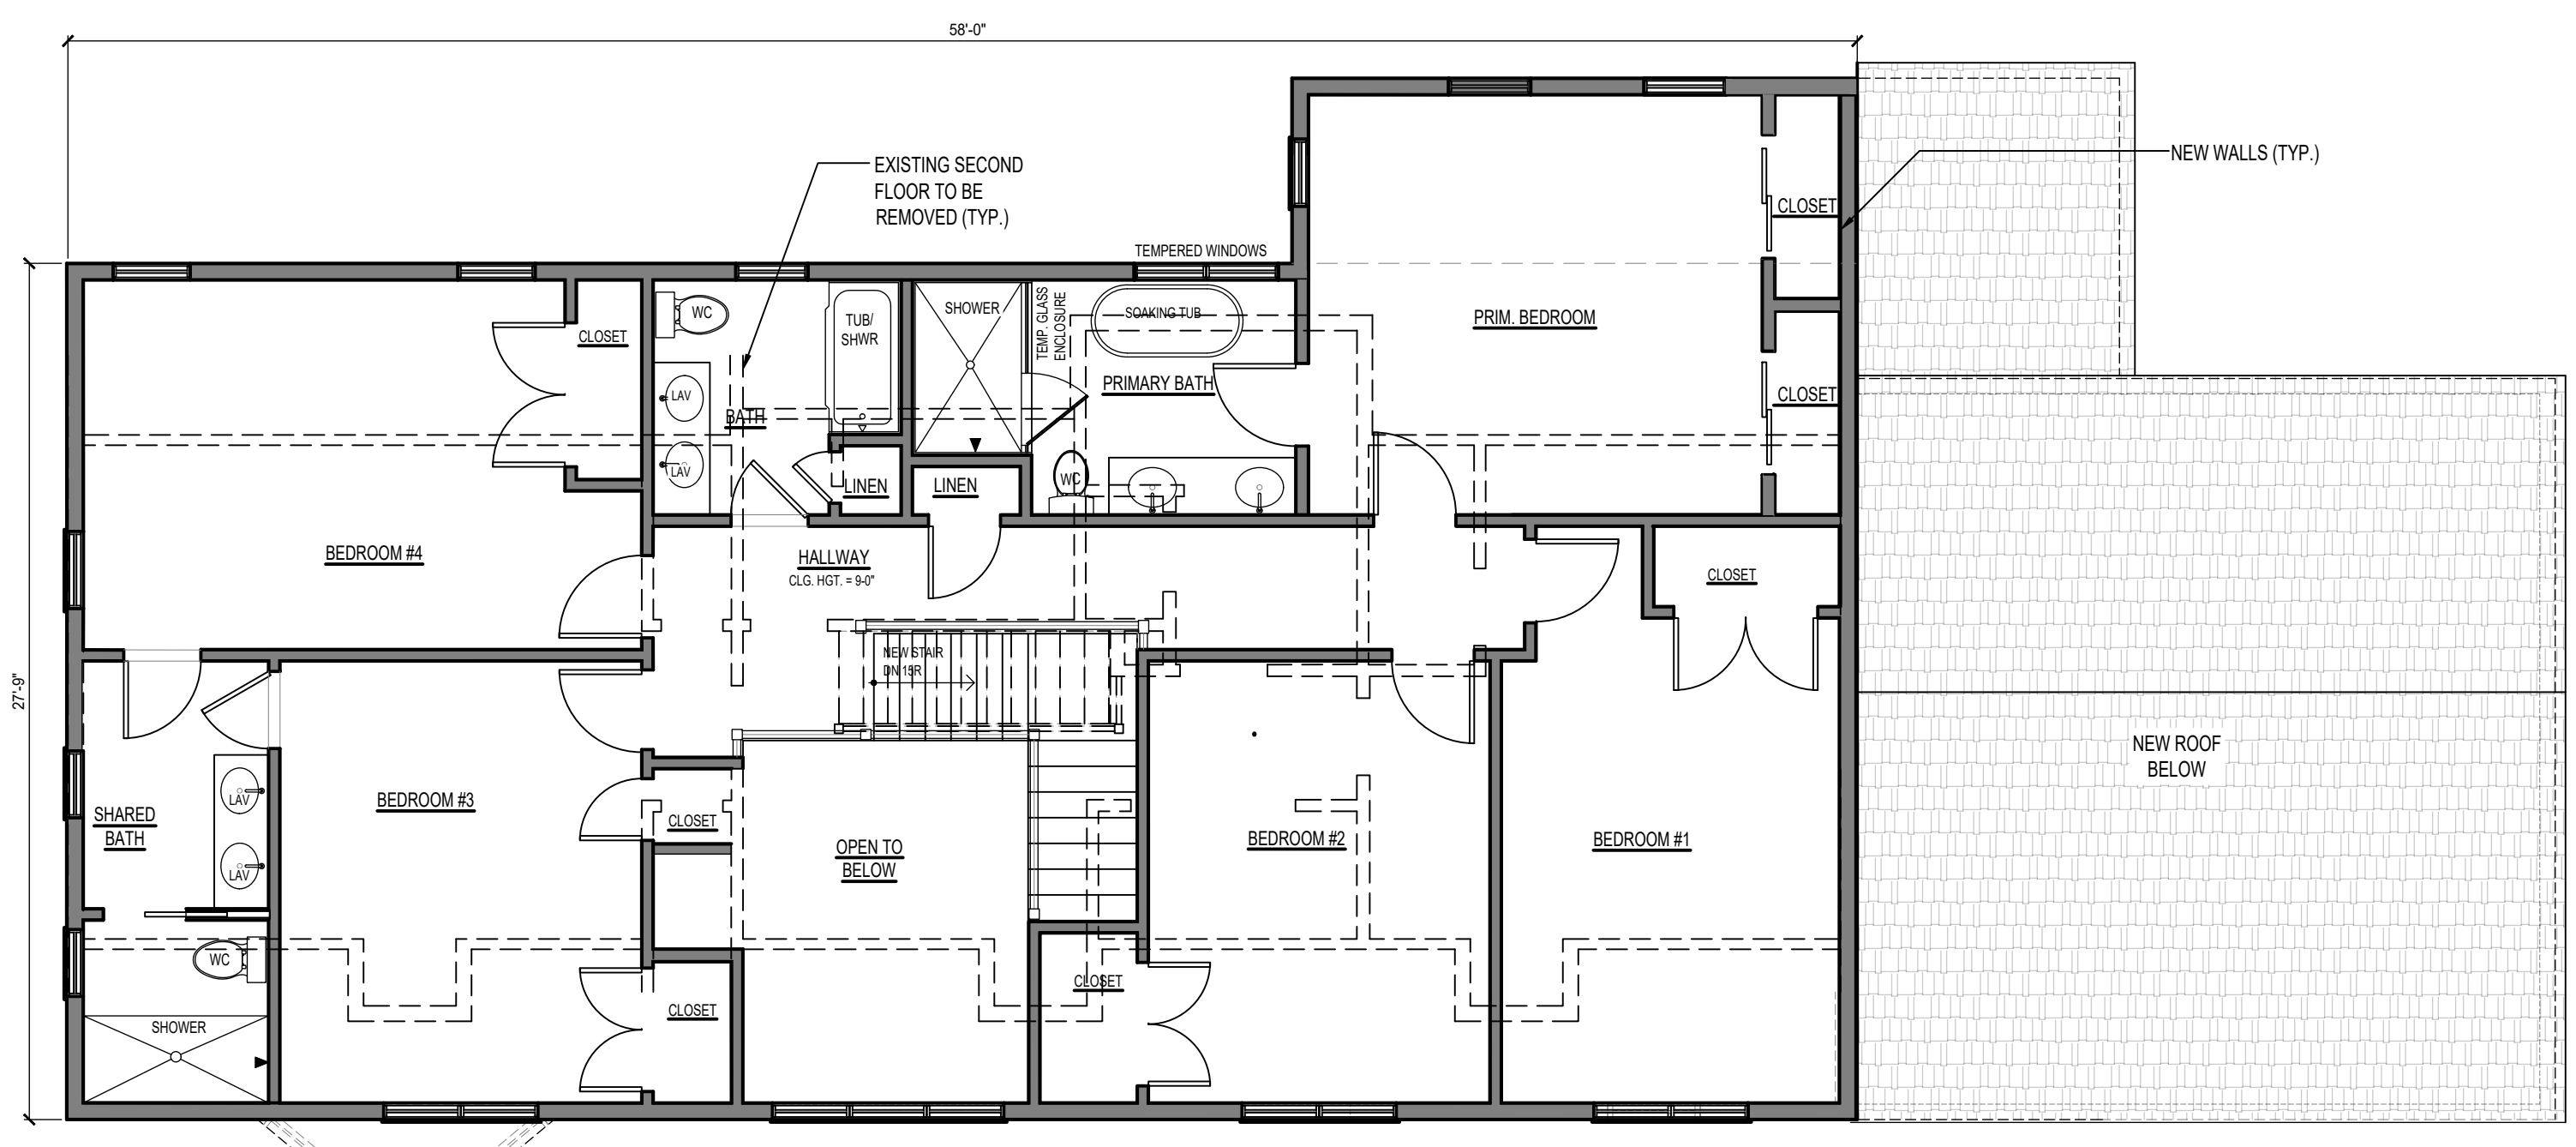 58'-0"
EXISTING SECOND
FLOOR TO BE
REMOVED (TYP.)
NEW WALLS (TYP.)
CLOSET
TEMPERED WINDOWS
WC
TUB/
SHWR
SHOWER
TEMP. GLASS
ENCLOSURE
SOAKING TUB
PRIM. BEDROOM
CLOSET
PRIMARY BATH
CLOSET
LAV
BATH
LAV
LINEN
LINEN
WC
BEDROOM #4
HALLWAY
CLG. HGT. = 9-0"
CLOSET
NEW STAIR
DN 15R
27'-9"
NEW ROOF
BELOW
LAV
BEDROOM #3
SHARED
BATH
CLOSET
OPEN TO
BELOW
BEDROOM #2
BEDROOM #1
LAV
WC
CLOSET
CLOSET
SHOWER